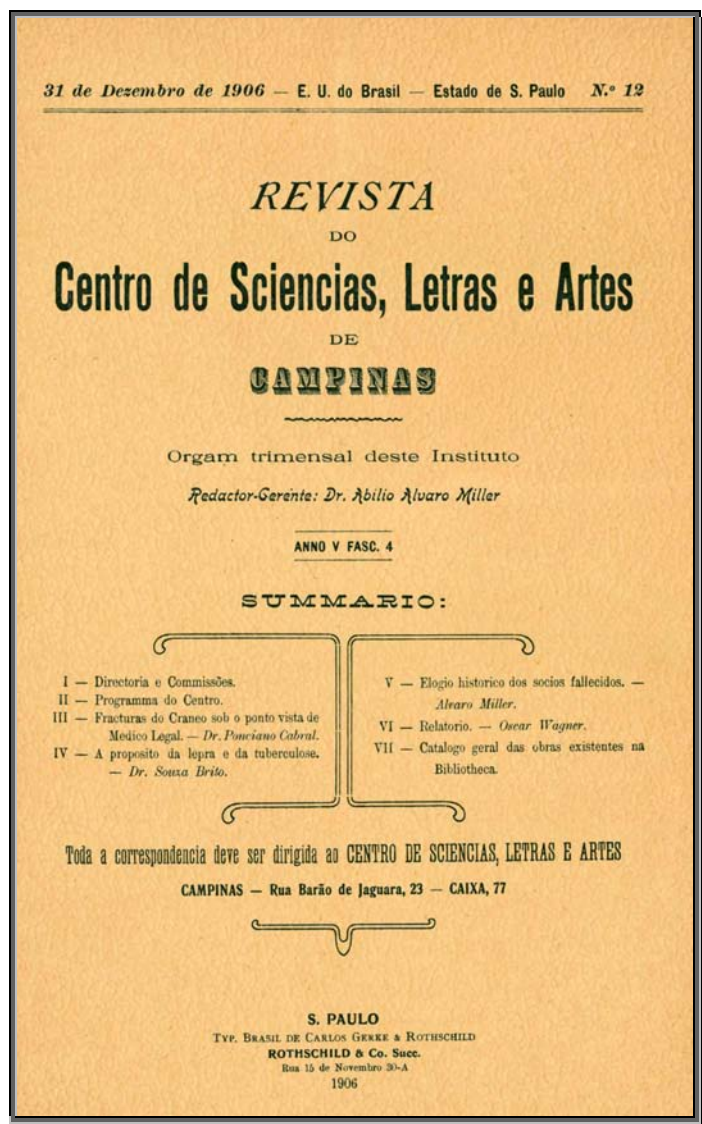 31 de Dezembro de 1906 — E. U. do Brasil — Estado de S. Paulo N.º 12
REVISTA
DO
Centro de Sciencias, Letras e Artes
DE
CAMPINAS
Orgam trimensal deste Instituto
Redactor-Gerente: Dr. Abilio Alvaro Miller
ANNO V FASC. 4
SUMMARIO:
I — Directoria e Commissões.
II — Programma do Centro.
III — Fracturas do Craneo sob o ponto vista de
Medico Legal. — Dr. Ponciano Cabral.
IV — A proposito da lepra e da tuberculose.
— Dr. Souza Brito.
V — Elogio historico dos socios fallecidos. —
Alvaro Miller.
VI — Relatorio. — Oscar Wagner.
VII — Catalogo geral das obras existentes na
Bibliotheca.
Toda a correspondencia deve ser dirigida ao CENTRO DE SCIENCIAS, LETRAS E ARTES
CAMPINAS — Rua Barão de Jaguara, 23 — CAIXA, 77
S. PAULO
TYP. BRASIL DE CARLOS GERKE & ROTHSCHILD
ROTHSCHILD & Co. Succ.
Rua 15 de Novembro 30-A
1906